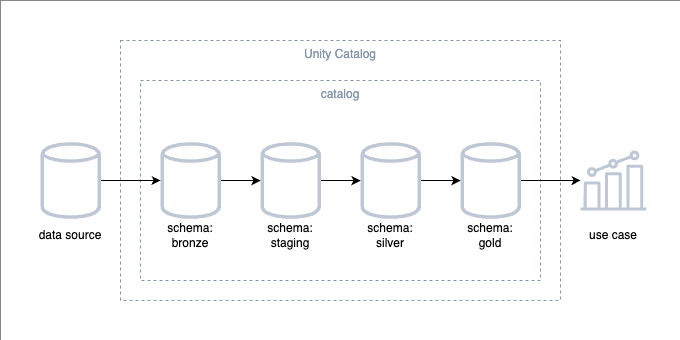 Unity Catalog
catalog
data source
schema:
bronze
schema:
staging
schema:
silver
schema:
gold
use case